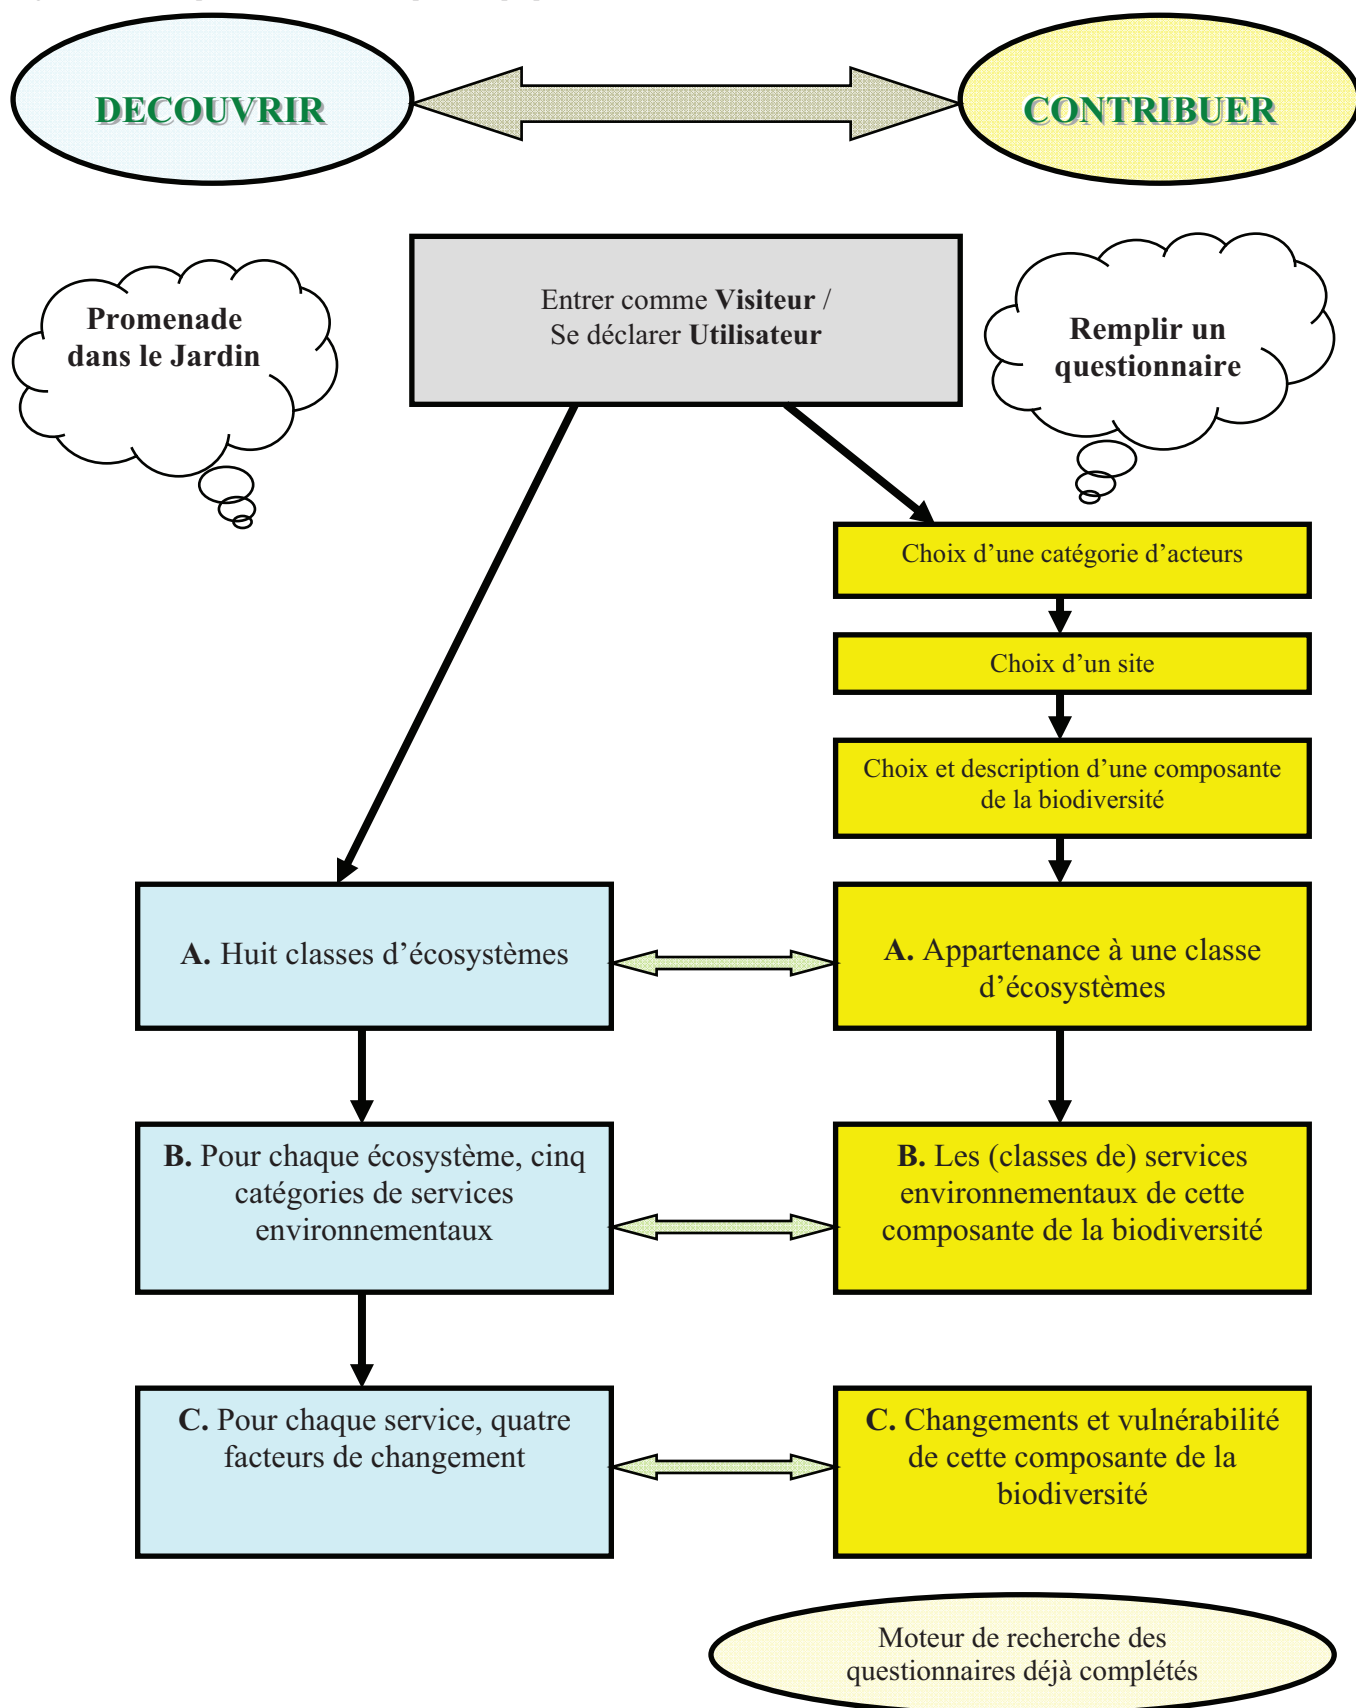 DECOUVRIR
CONTRIBUER
Entrer comme Visiteur /
Se déclarer Utilisateur
Promenade
dans le Jardin
Remplir un
questionnaire
Choix d’une catégorie d’acteurs
Choix d’un site
Choix et description d’une composante
de la biodiversité
A. Huit classes d’écosystèmes
A. Appartenance à une classe
d’écosystèmes
B. Pour chaque écosystème, cinq
catégories de services
environnementaux
B. Les (classes de) services
environnementaux de cette
composante de la biodiversité
C. Pour chaque service, quatre
facteurs de changement
C. Changements et vulnérabilité
de cette composante de la
biodiversité
Moteur de recherche des
questionnaires déjà complétés